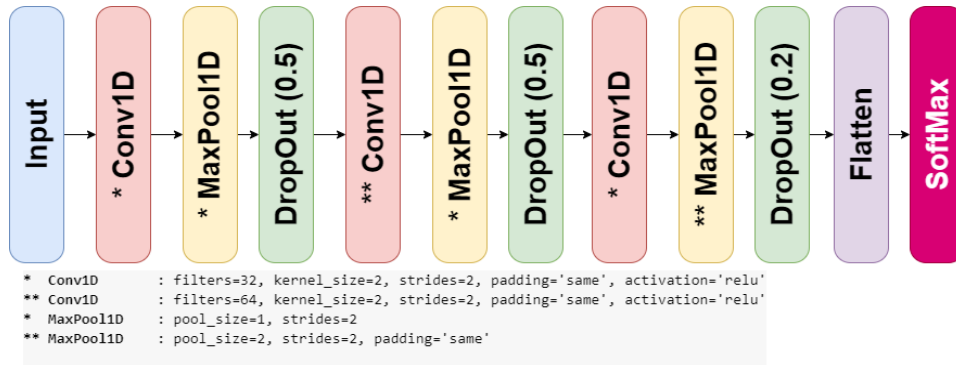 Input
* Conv1D
* MaxPool1D
DropOut (0.5)
** Conv1D
* MaxPool1D
DropOut (0.5)
* Conv1D
** MaxPool1D
DropOut (0.2)
Flatten
SoftMax
* Conv1D : filters=32, kernel_size=2, strides=2, padding='same', activation='relu'
** Conv1D : filters=64, kernel_size=2, strides=2, padding='same', activation='relu'
* MaxPool1D : pool_size=1, strides=2
** MaxPool1D : pool_size=2, strides=2, padding='same'